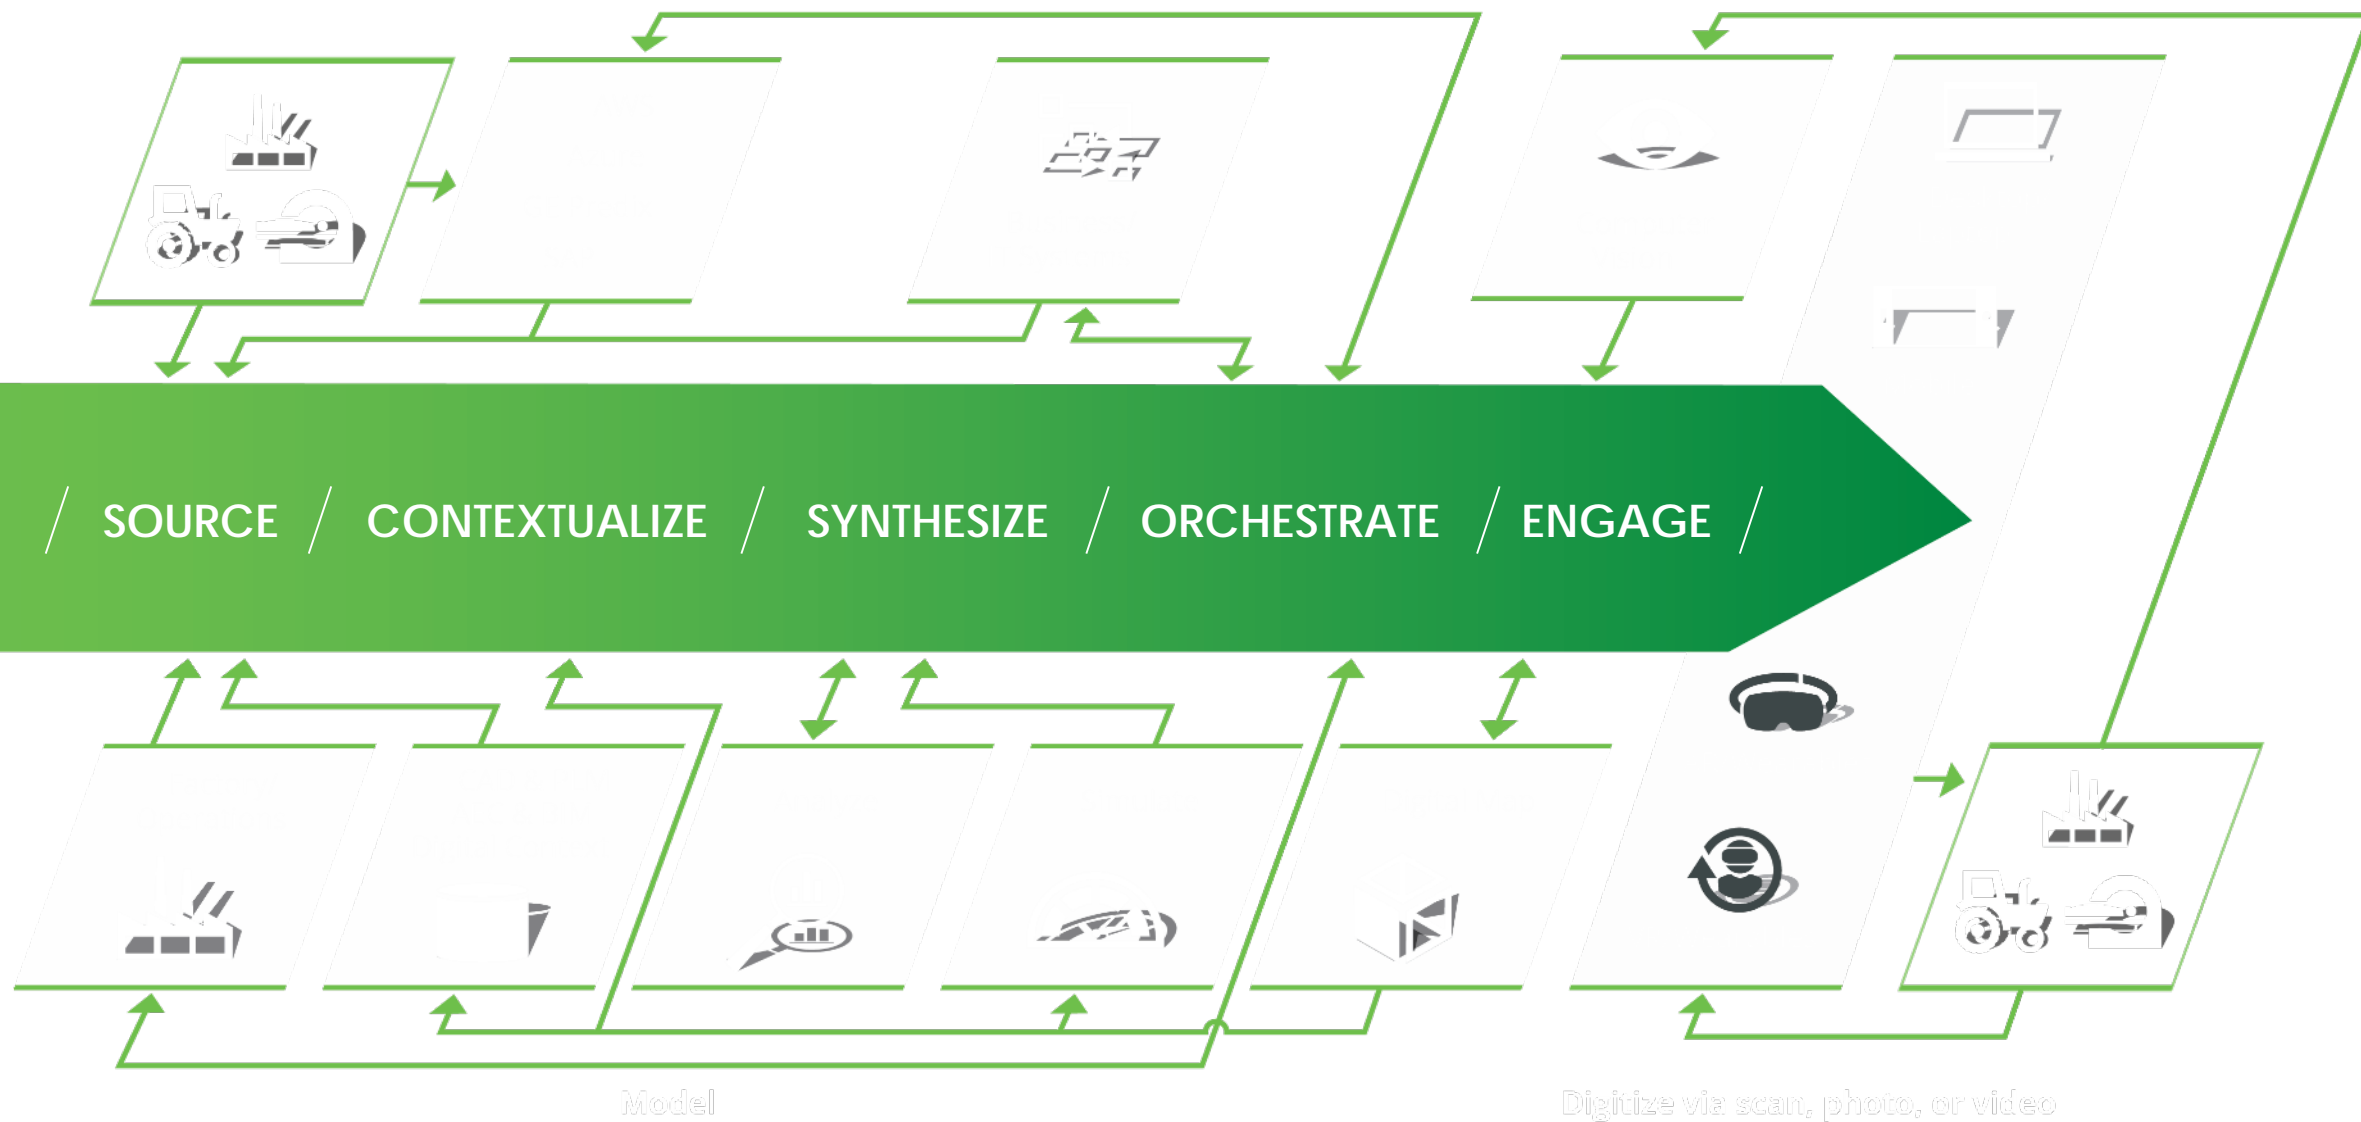 / SOURCE / CONTEXTUALIZE / SYNTHESIZE / ORCHESTRATE / ENGAGE /
Model
Digitize via scan, photo, or video